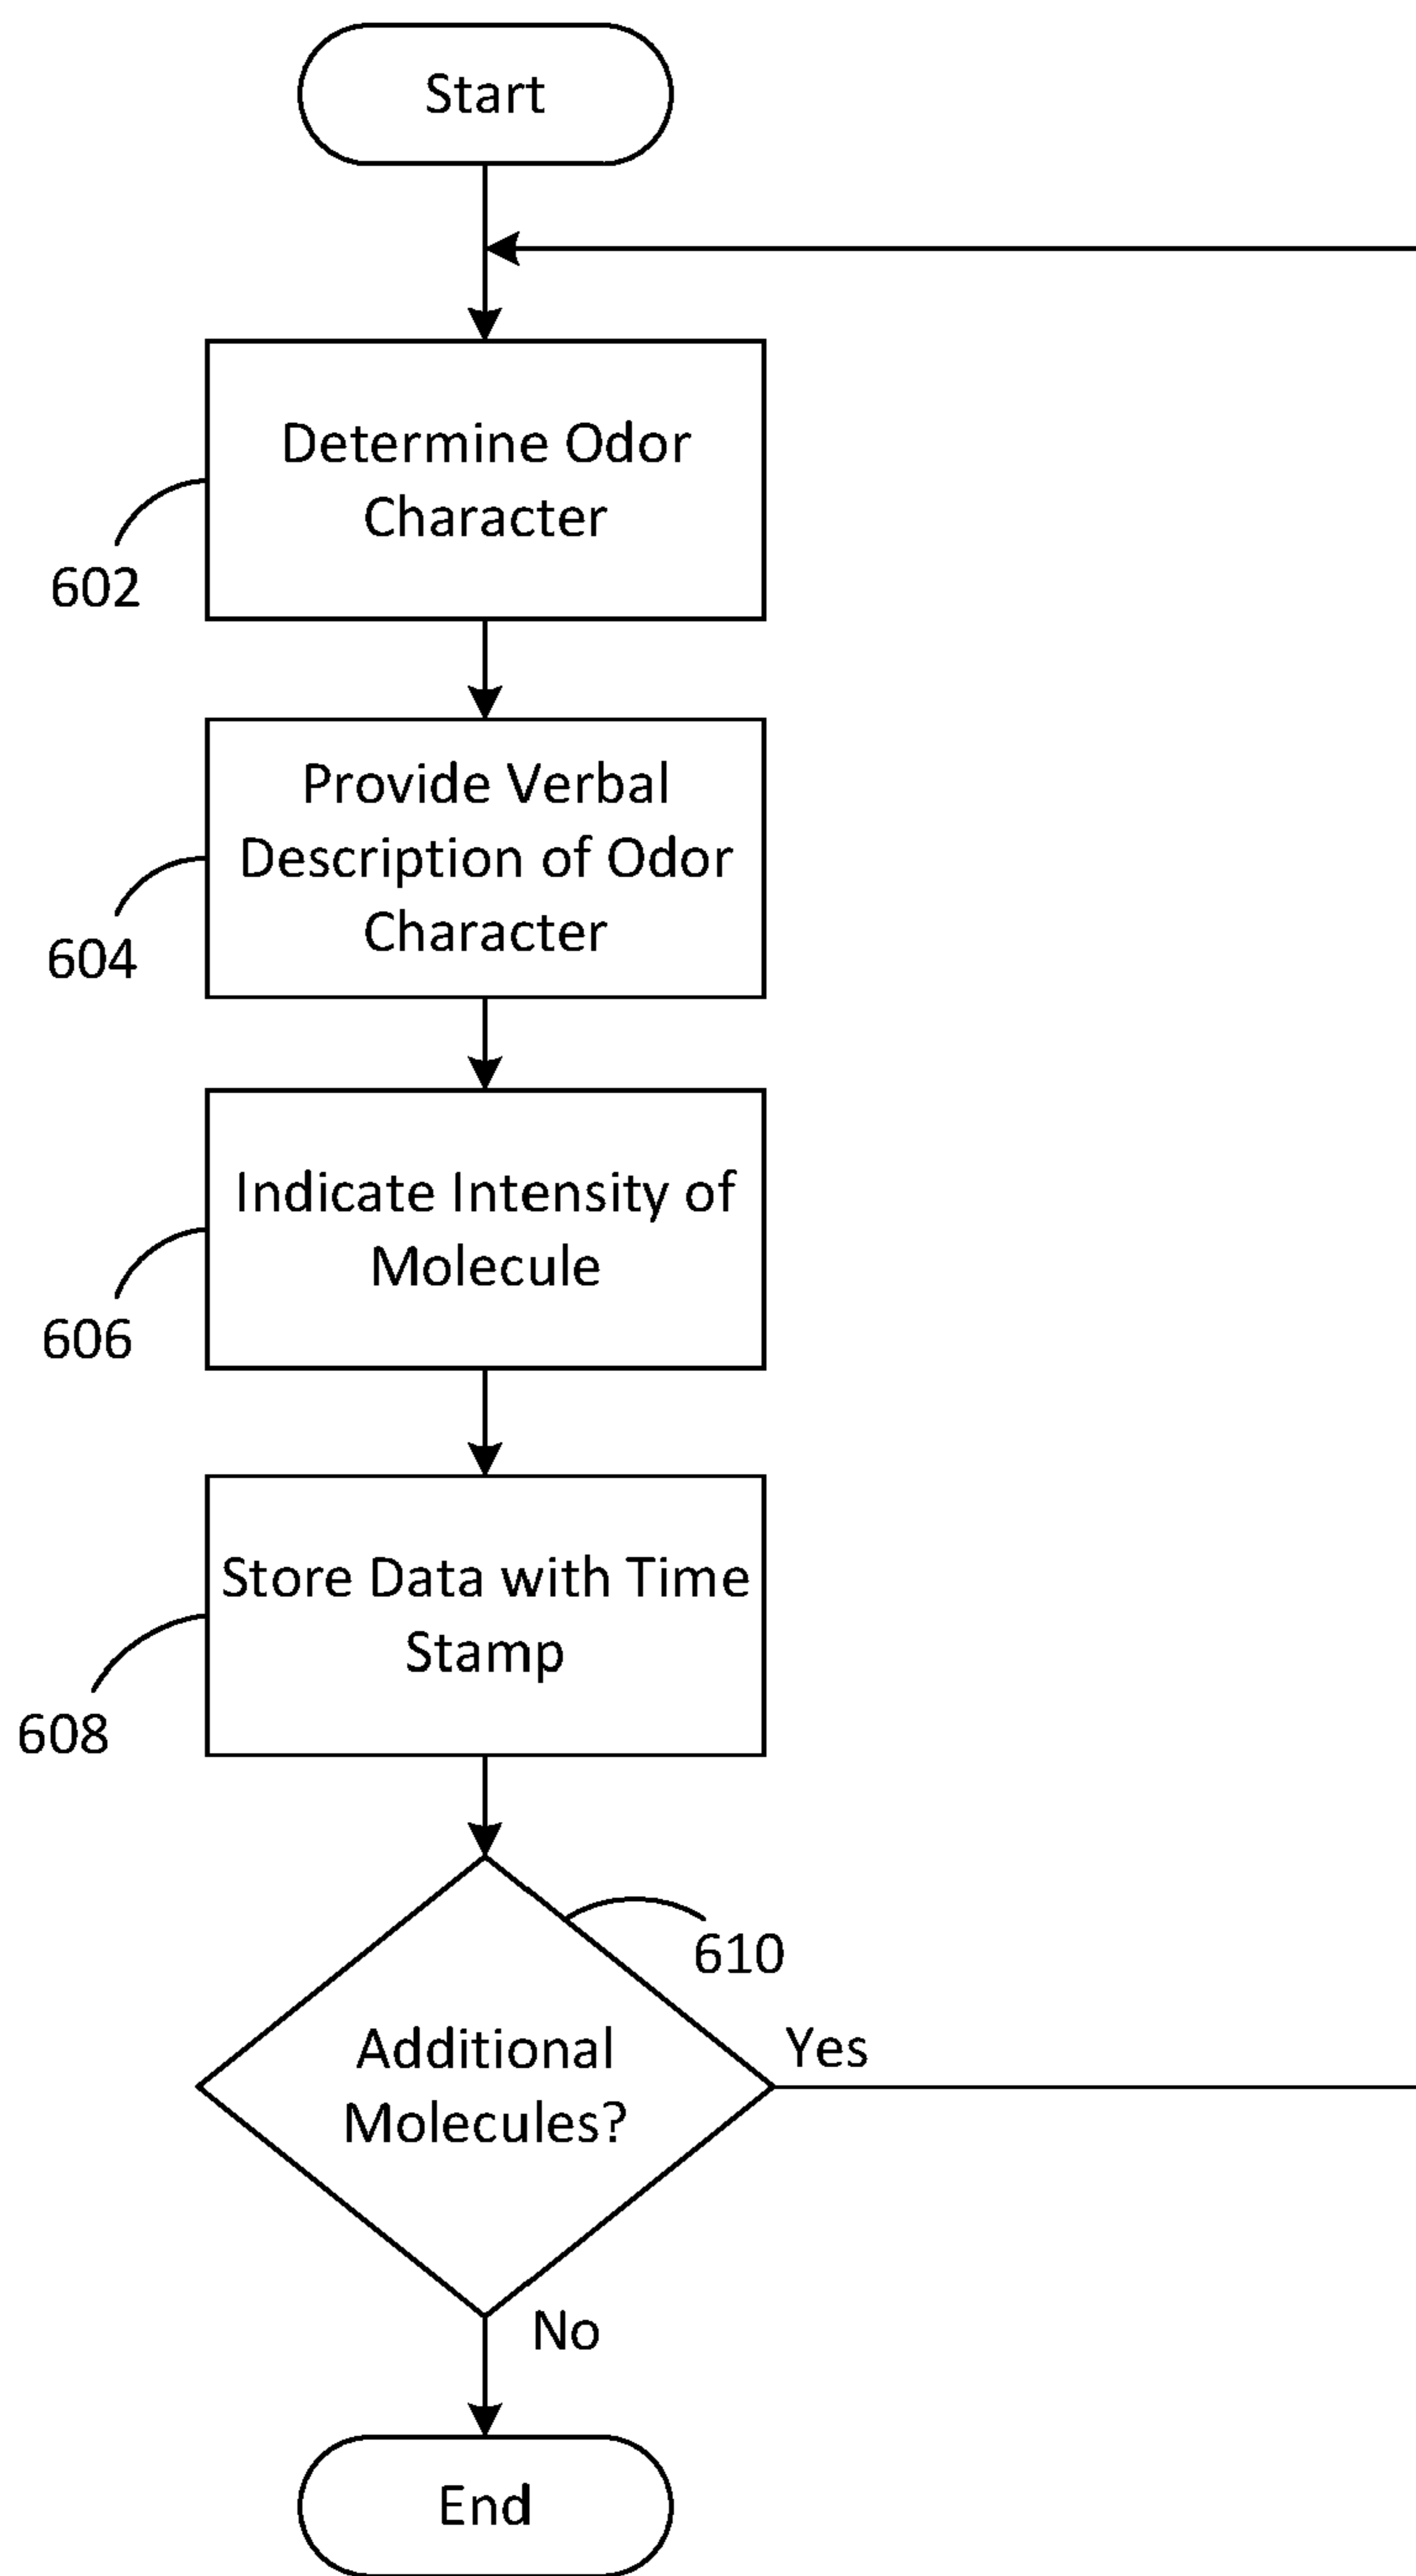 Start
Determine Odor
Character
602
Provide Verbal
Description of Odor
Character
604
Indicate Intensity of
Molecule
606
Store Data with Time
Stamp
608
610
Additional
Molecules?
Yes
No
End